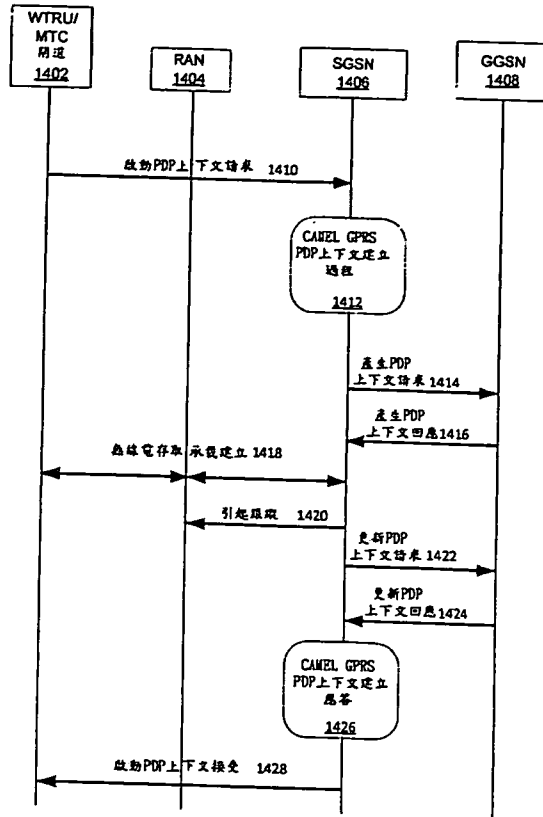 WTRU/
MTC
閘道
1402
RAN
1404
SGSN
1406
GGSN
1408
啟動PDP上下文請求 1410
CAMEL GPRS
PDP上下文建立
過程
1412
產生PDP
上下文請求 1414
產生PDP
上下文回應 1416
無線電存取承載建立 1418
引起跟蹤 1420
更新PDP
上下文請求 1422
更新PDP
上下文回應 1424
CAMEL GPRS
PDP上下文建立
應答
1426
啟動PDP上下文接受 1428